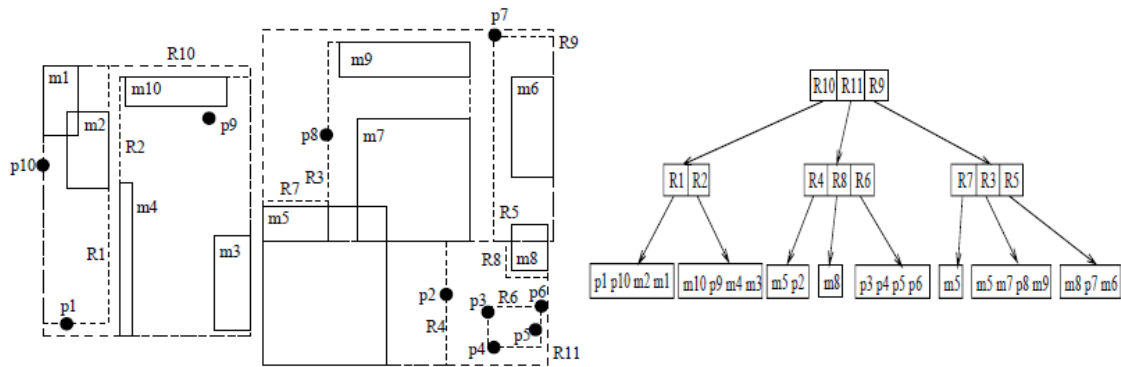 p7
R10
R9
m1
m10
m9
m6
m2
p9
R2
p8
m7
p10
R7
R3
m5
R5
m4
R1
m3
R8
m8
p2
p3
R6
p6
p1
R4
p5
p4
R11
R10 R11 R9
R1 R2
R4 R8 R6
R7 R3 R5
p1 p10 m2 m1
m10 p9 m4 m3
m5 p2
m8
p3 p4 p5 p6
m5
m5 m7 p8 m9
m8 p7 m6